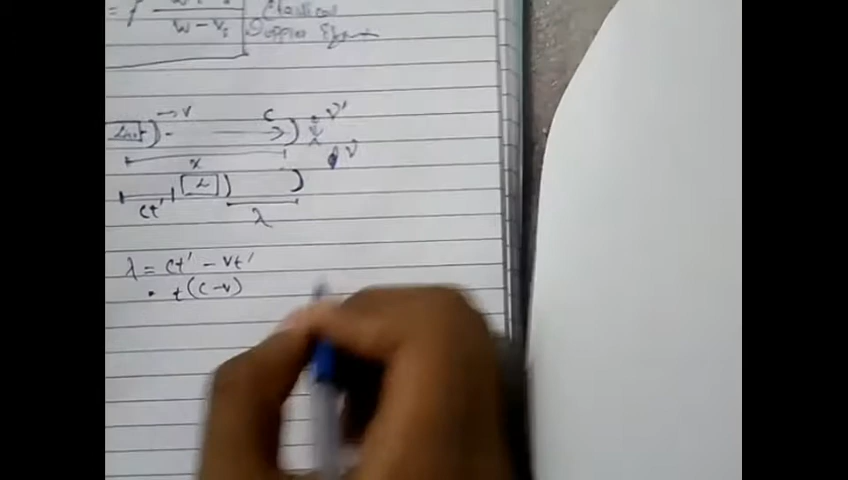 Classical
w - vs Doppler Effect
→ v c ν'
x ν
L
ct' λ
λ = ct' - vt'
t(c-v)